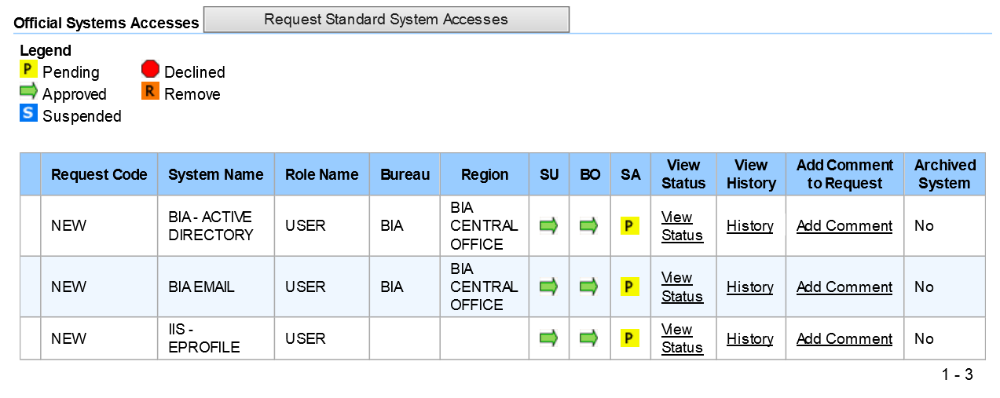 Official Systems Accesses Request Standard System Accesses
Legend
P Pending Declined
Approved R Remove
S Suspended
Request Code System Name Role Name Bureau Region SU BO SA View Status View History Add Comment to Request Archived System
NEW BIA - ACTIVE DIRECTORY USER BIA BIA CENTRAL OFFICE P View Status History Add Comment No
NEW BIA EMAIL USER BIA BIA CENTRAL OFFICE P View Status History Add Comment No
NEW IIS - EPROFILE USER P View Status History Add Comment No
1 - 3